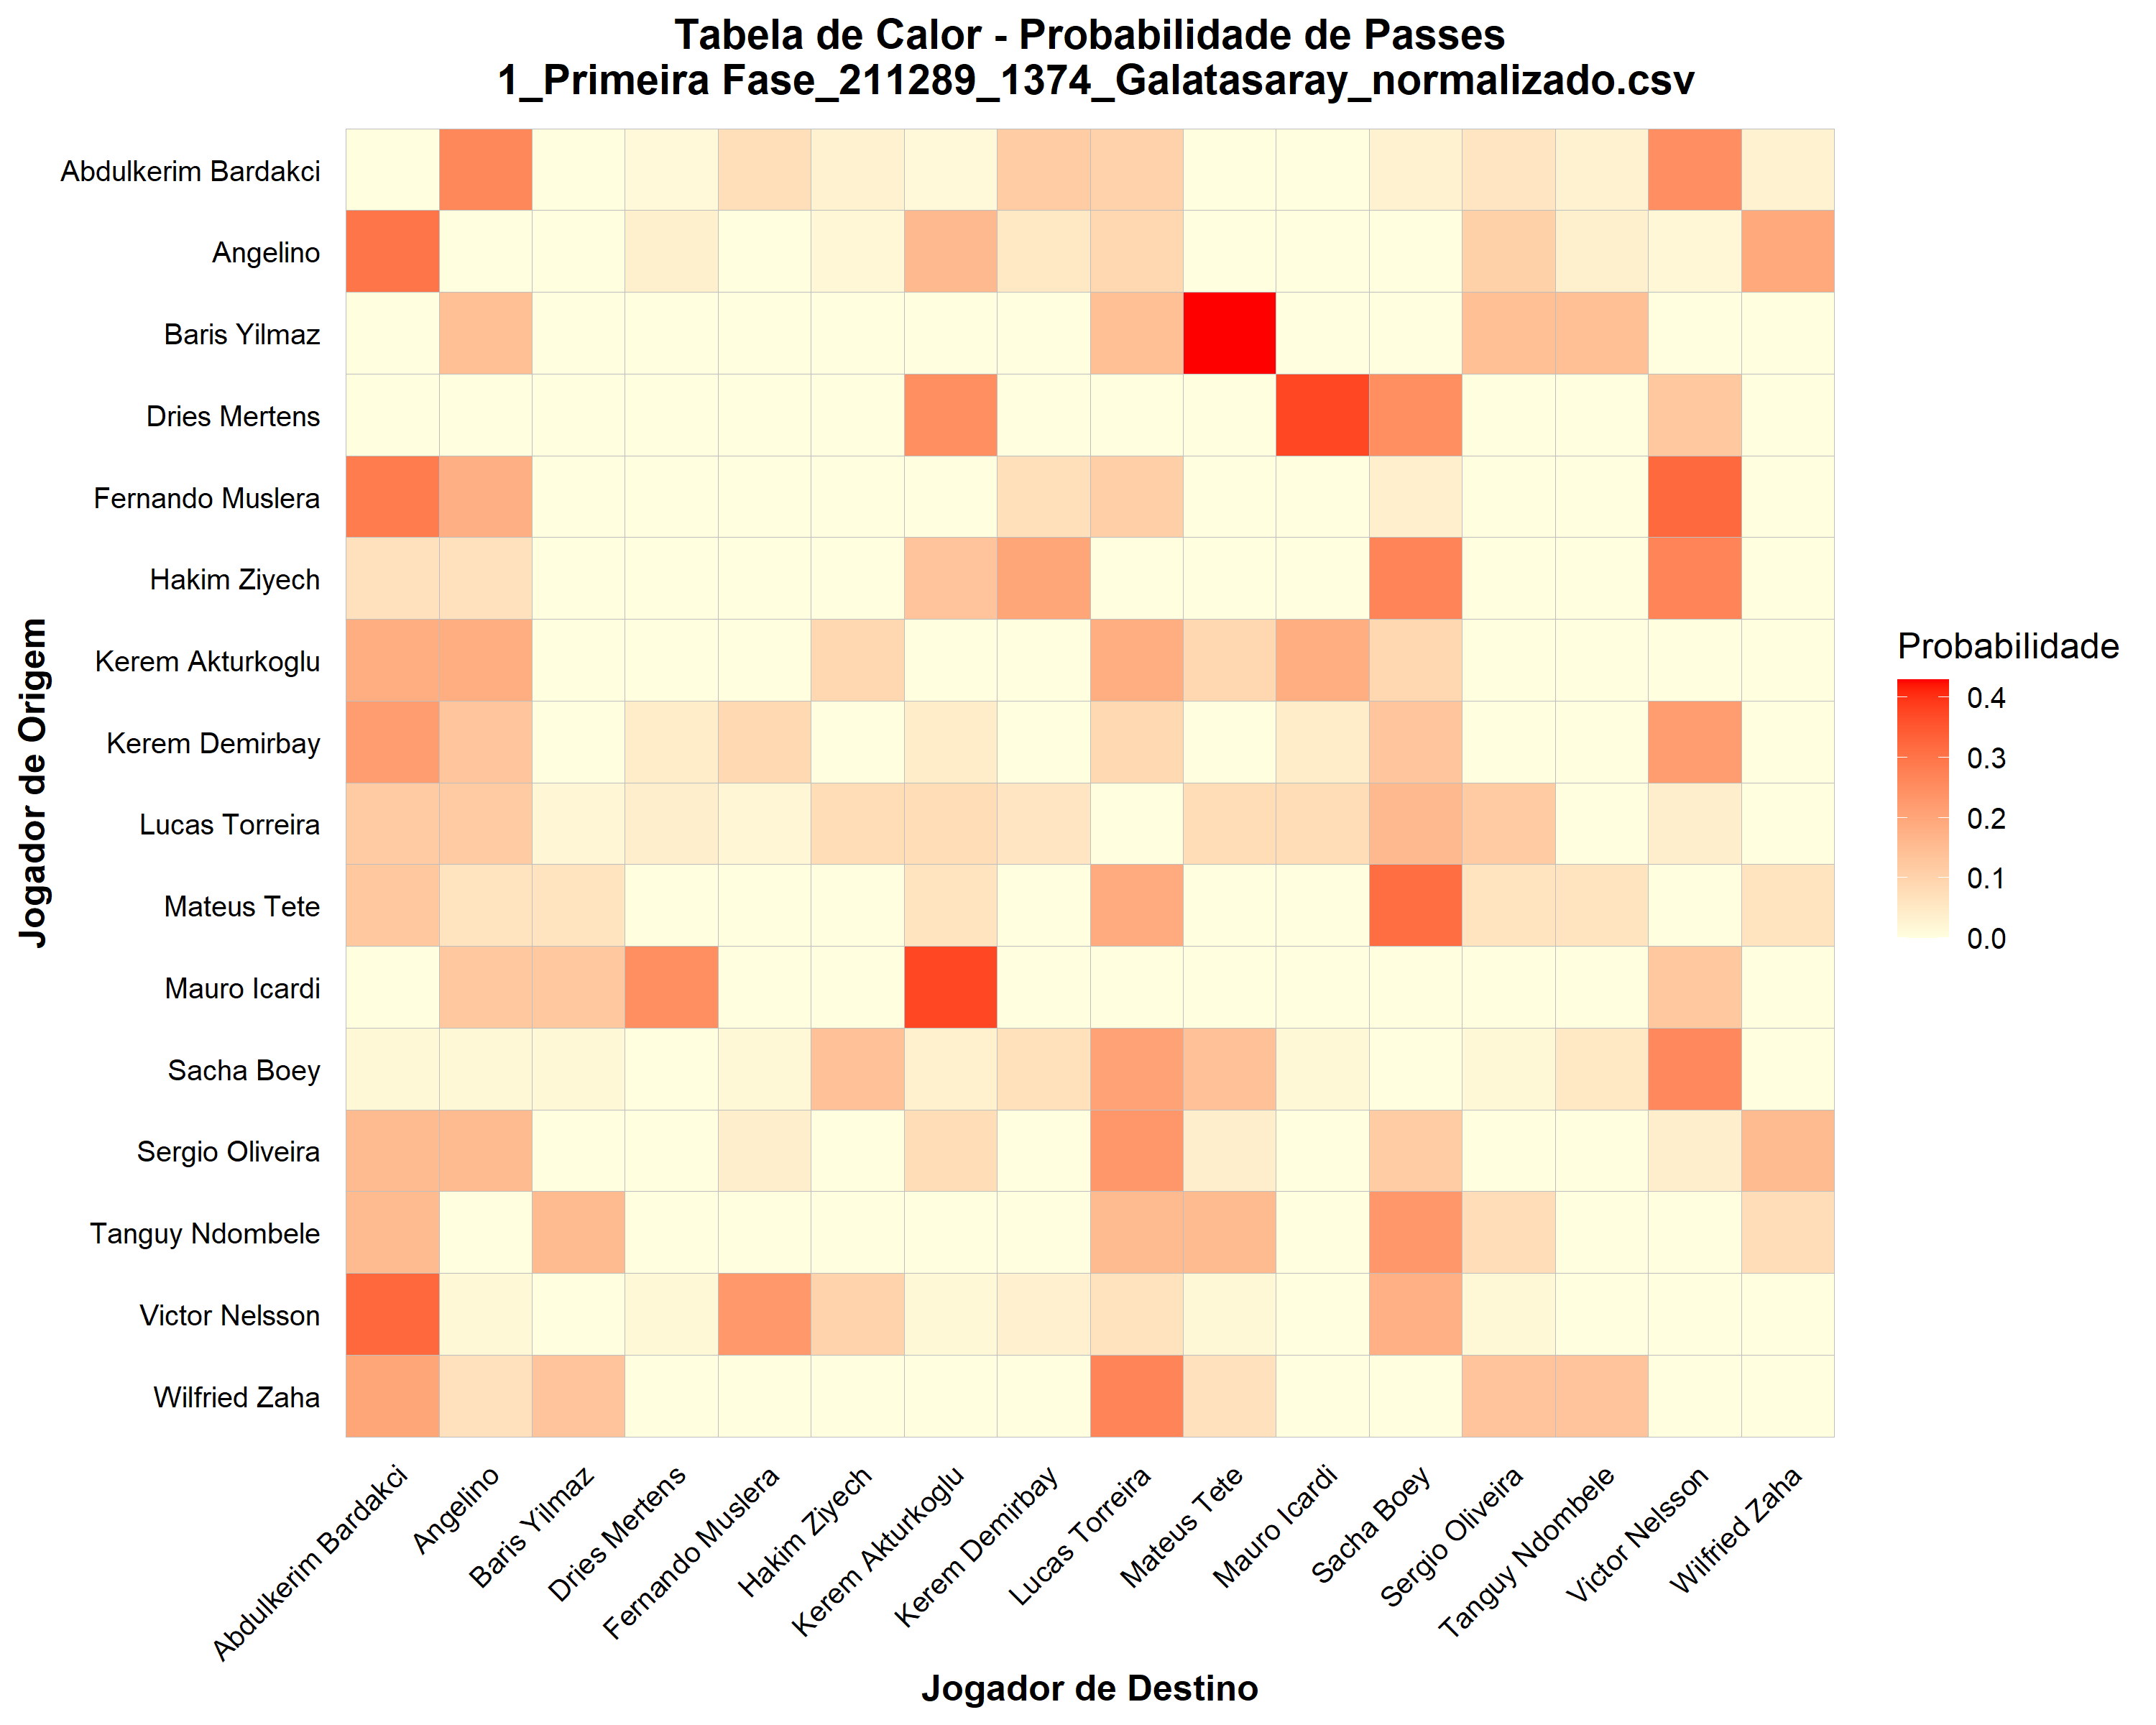 Tabela de Calor - Probabilidade de Passes
1_Primeira Fase_211289_1374_Galatasaray_normalizado.csv
Jogador de Origem
Abdulkerim Bardakci
Angelino
Baris Yilmaz
Dries Mertens
Fernando Muslera
Hakim Ziyech
Kerem Akturkoglu
Kerem Demirbay
Lucas Torreira
Mateus Tete
Mauro Icardi
Sacha Boey
Sergio Oliveira
Tanguy Ndombele
Victor Nelsson
Wilfried Zaha
Abdulkerim Bardakci
Angelino
Baris Yilmaz
Dries Mertens
Fernando Muslera
Hakim Ziyech
Kerem Akturkoglu
Kerem Demirbay
Lucas Torreira
Mateus Tete
Mauro Icardi
Sacha Boey
Sergio Oliveira
Tanguy Ndombele
Victor Nelsson
Wilfried Zaha
Jogador de Destino
Probabilidade
0.4
0.3
0.2
0.1
0.0